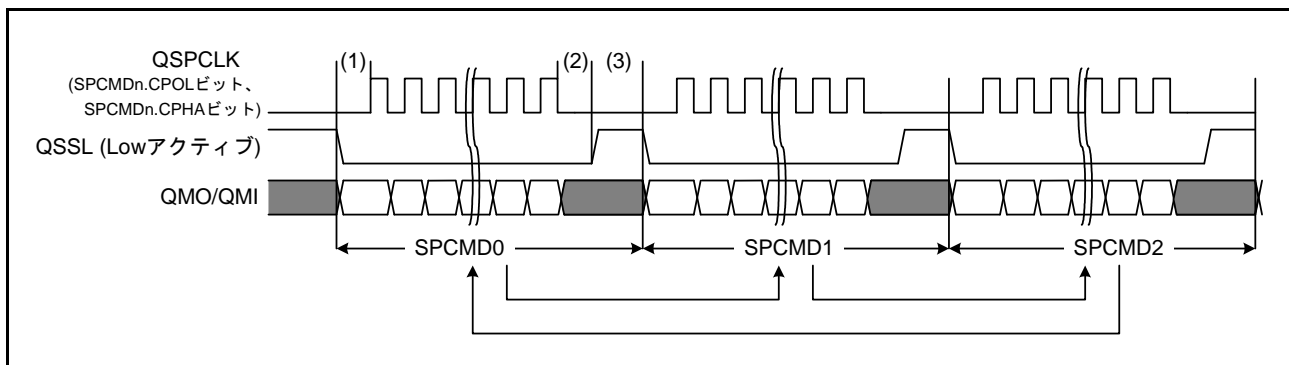 QSPCLK
(SPCMDn.CPOLビット、
SPCMDn.CPHAビット)
(1)
(2)
(3)
QSSL (Lowアクティブ)
QMO/QMI
SPCMD0
SPCMD1
SPCMD2